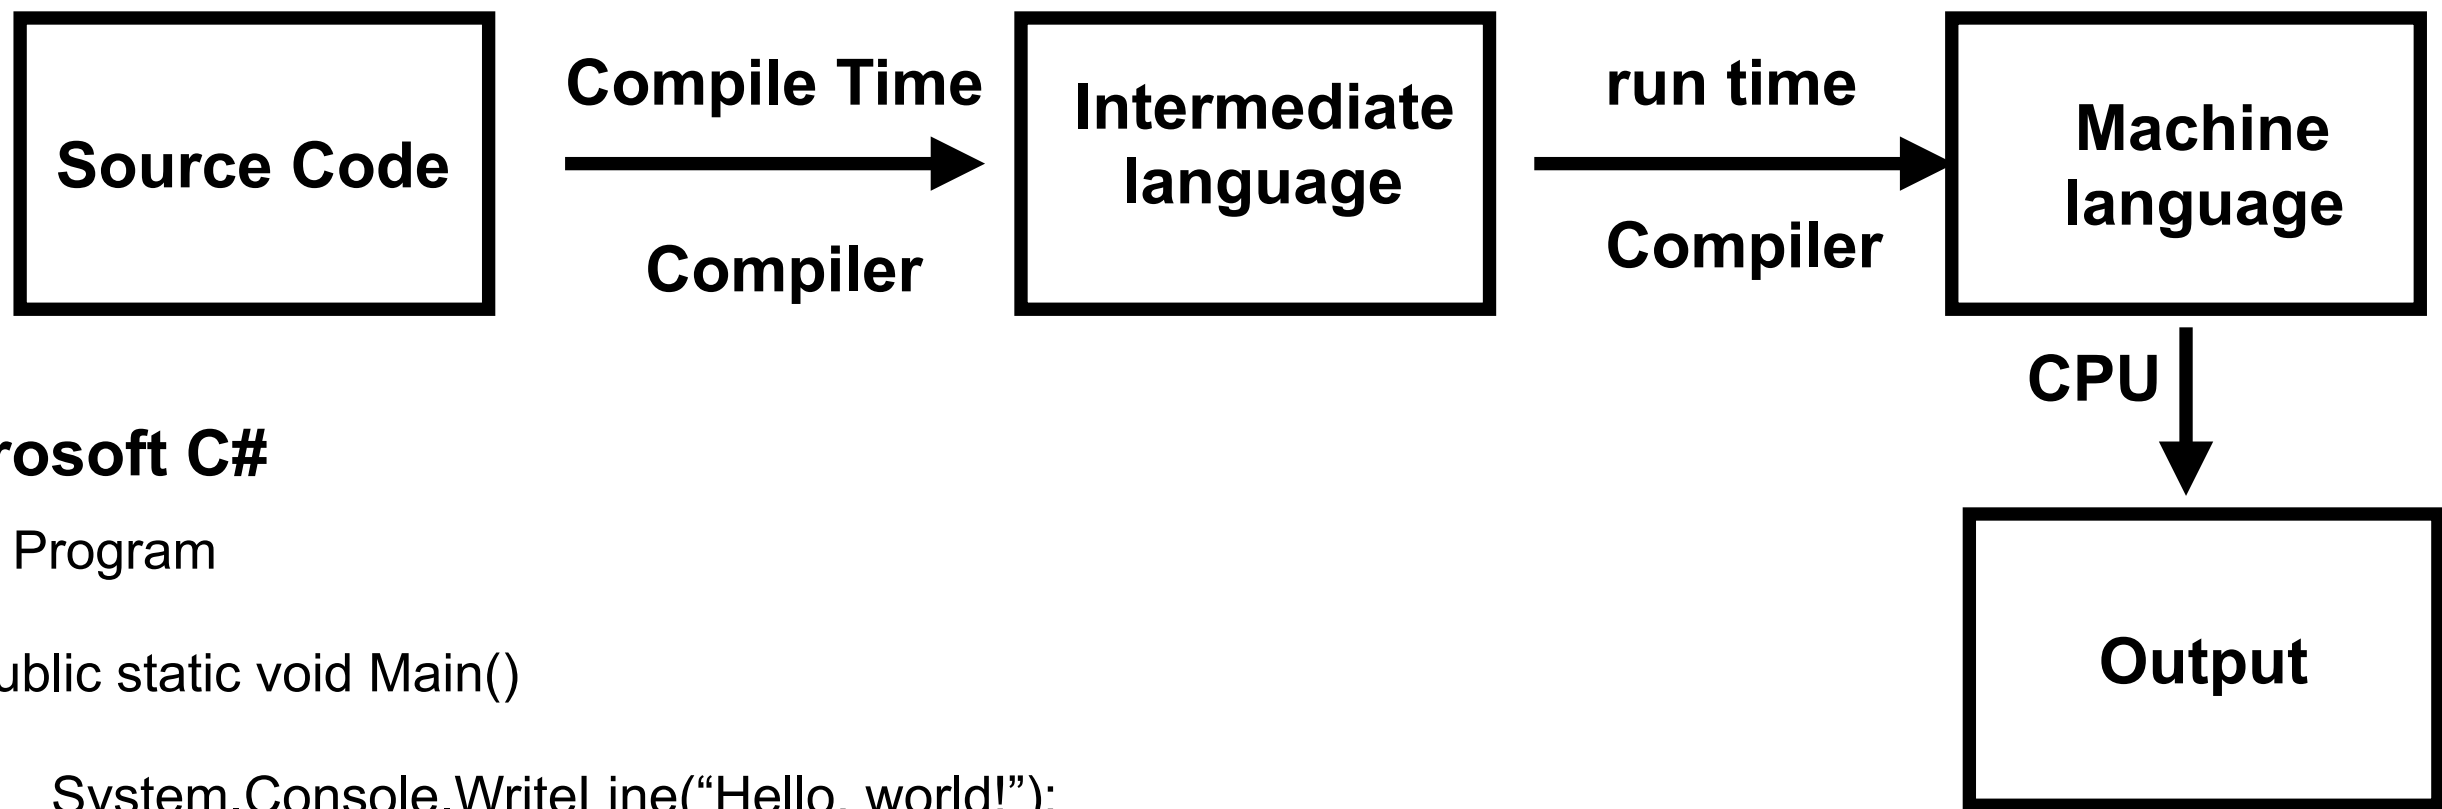 Source Code
Compile Time
Compiler
Intermediate
language
run time
Compiler
Machine
language
CPU
Output
rosoft C#
Program
ublic static void Main()
System.Console.WriteLine(“Hello, world!”);